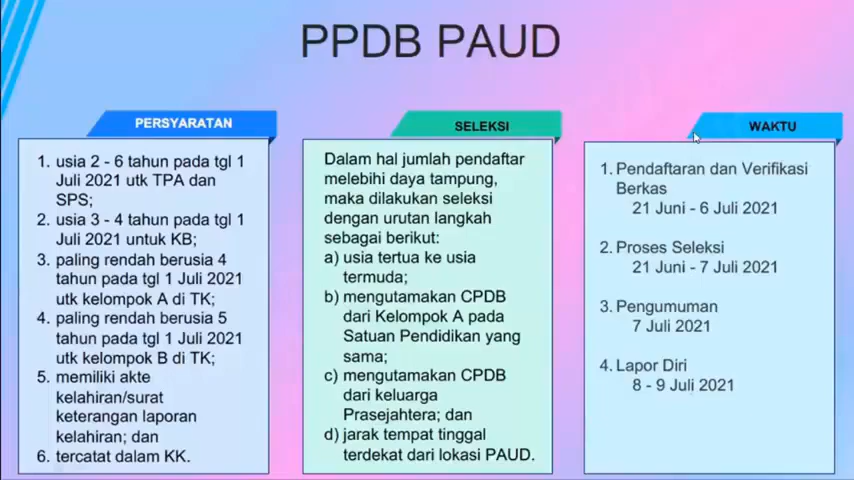 PPDB PAUD
PERSYARATAN
1. usia 2 - 6 tahun pada tgl 1
Juli 2021 utk TPA dan
SPS;
2. usia 3 - 4 tahun pada tgl 1
Juli 2021 untuk KB;
3. paling rendah berusia 4
tahun pada tgl 1 Juli 2021
utk kelompok A di TK;
4. paling rendah berusia 5
tahun pada tgl 1 Juli 2021
utk kelompok B di TK;
5. memiliki akte
kelahiran/surat
keterangan laporan
kelahiran; dan
6. tercatat dalam KK.
SELEKSI
Dalam hal jumlah pendaftar
melebihi daya tampung,
maka dilakukan seleksi
dengan urutan langkah
sebagai berikut:
a) usia tertua ke usia
termuda;
b) mengutamakan CPDB
dari Kelompok A pada
Satuan Pendidikan yang
sama;
c) mengutamakan CPDB
dari keluarga
Prasejahtera; dan
d) jarak tempat tinggal
terdekat dari lokasi PAUD.
WAKTU
1. Pendaftaran dan Verifikasi
Berkas
21 Juni - 6 Juli 2021
2. Proses Seleksi
21 Juni - 7 Juli 2021
3. Pengumuman
7 Juli 2021
4. Lapor Diri
8 - 9 Juli 2021